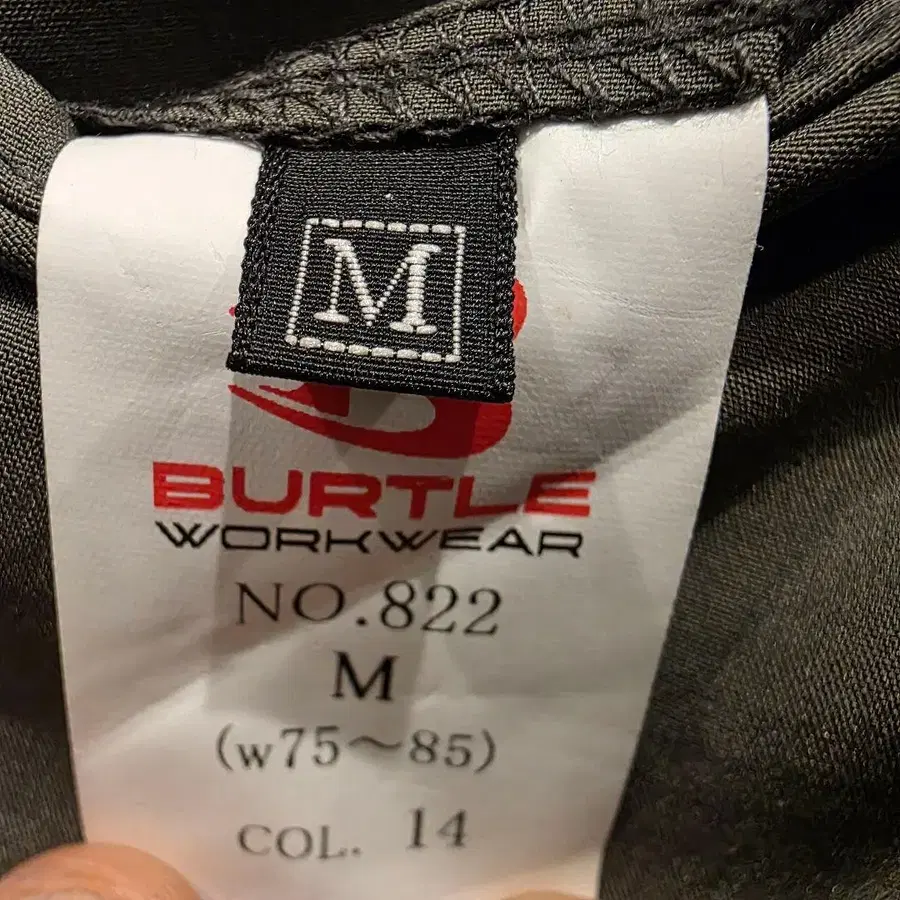 M
BURTLE
WORKWEAR
NO.822
M
(w75～85)
COL. 14